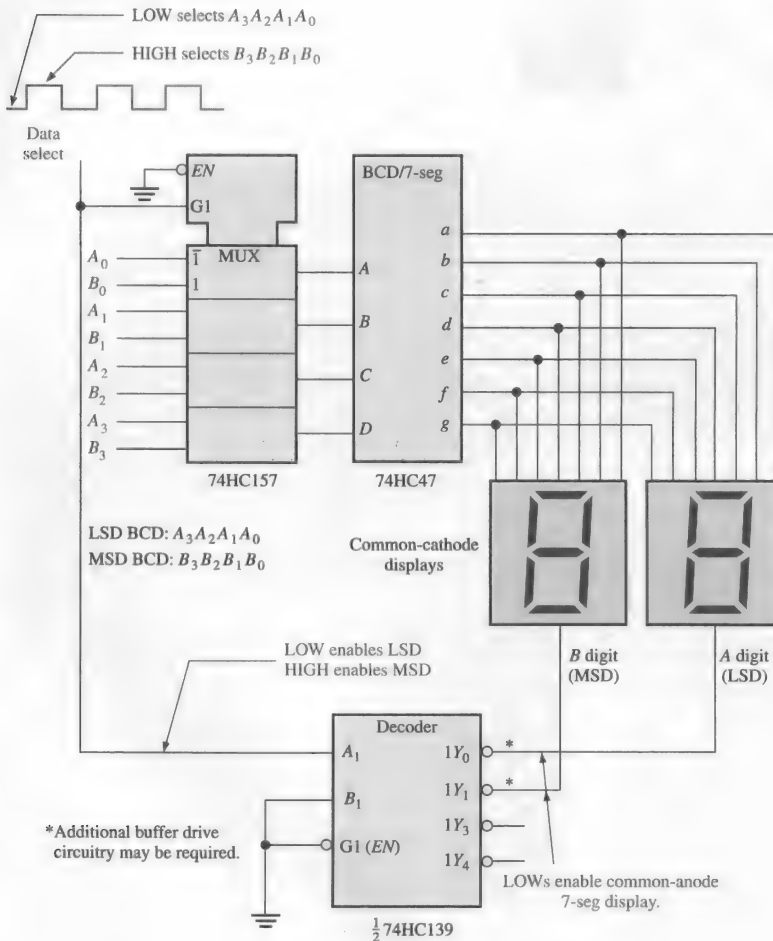 LOW selects A₃A₂A₁A₀
HIGH selects B₃B₂B₁B₀
Data
select
EN
G1
MUX
A₀
1̅
B₀
1
A₁
B₁
A₂
B₂
A₃
B₃
74HC157
BCD/7-seg
A
B
C
D
a
b
c
d
e
f
g
74HC47
LSD BCD: A₃A₂A₁A₀
MSD BCD: B₃B₂B₁B₀
Common-cathode
displays
B digit
(MSD)
A digit
(LSD)
LOW enables LSD
HIGH enables MSD
Decoder
A₁
B₁
G1 (EN)
1Y₀
*
1Y₁
*
1Y₃
1Y₄
*Additional buffer drive
circuitry may be required.
LOWs enable common-anode
7-seg display.
½ 74HC139